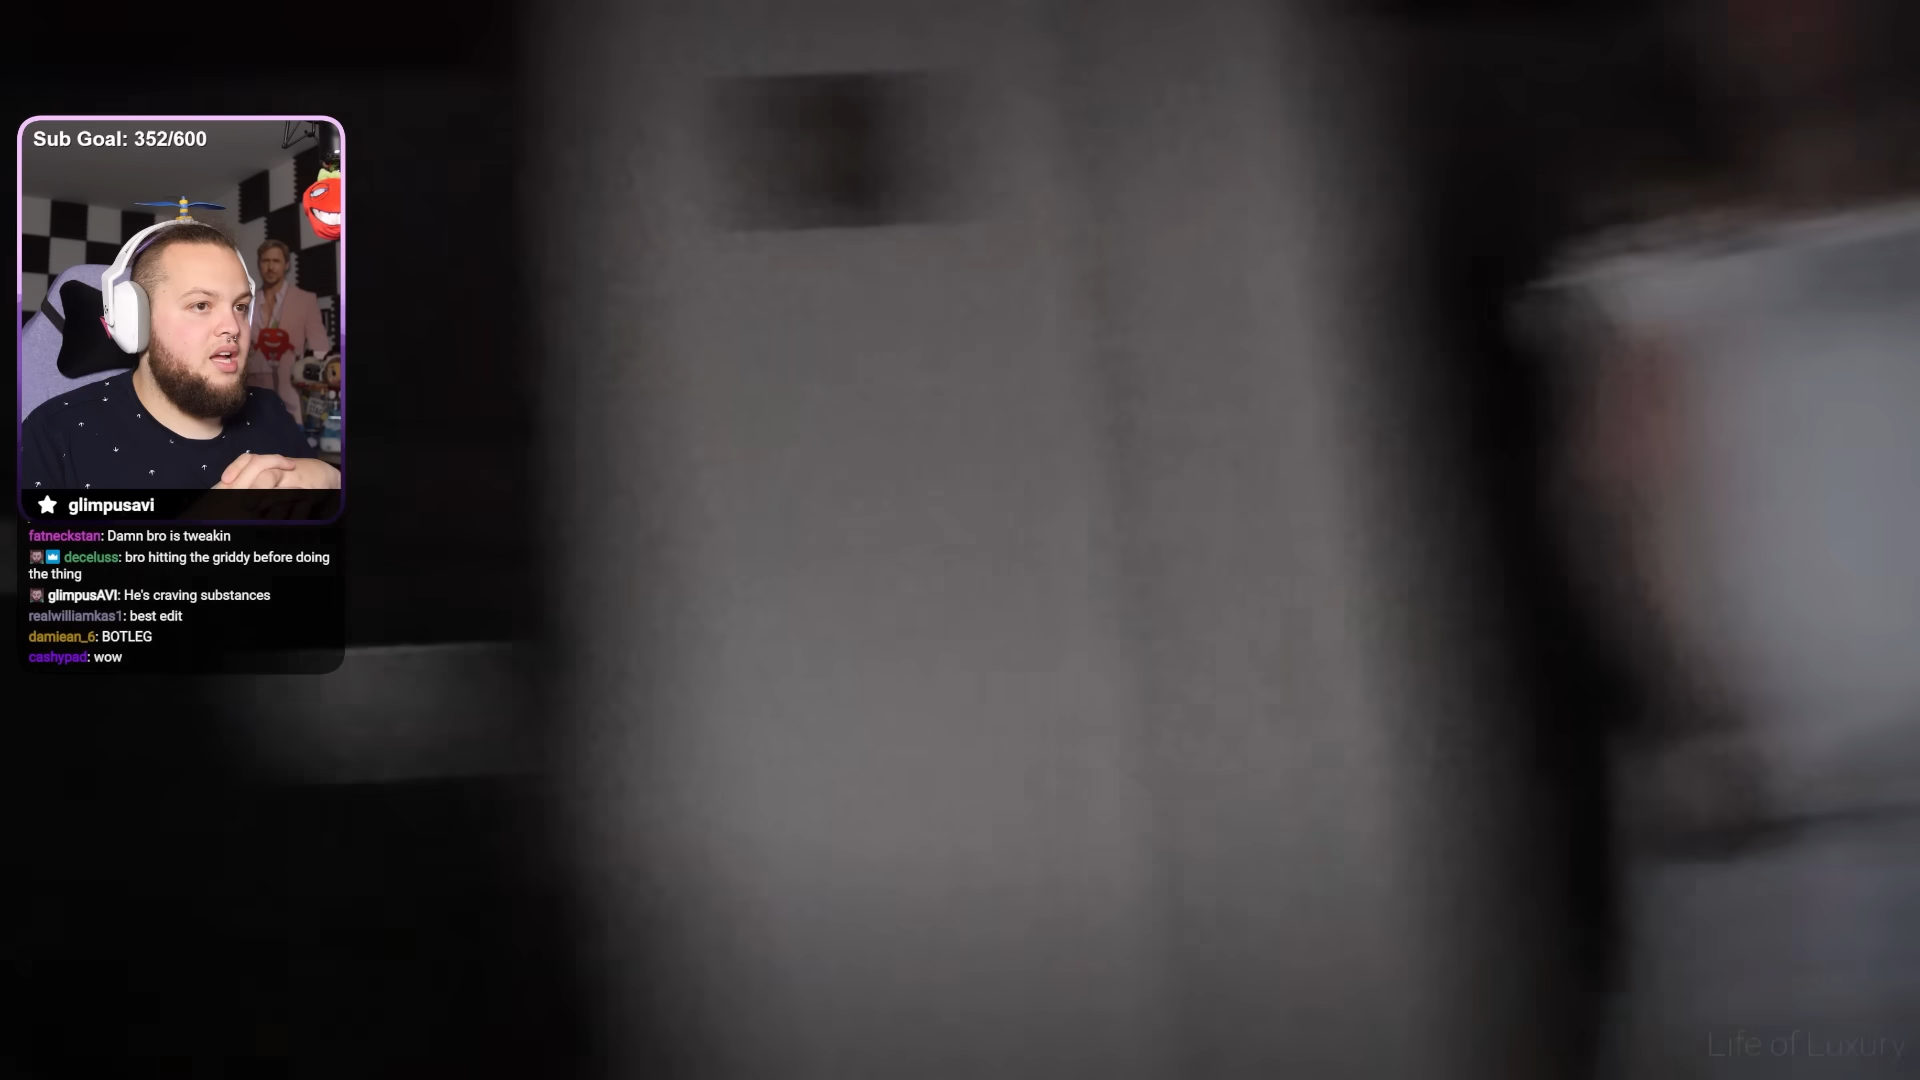 Sub Goal: 352/600
glimpusavi
fatneckstan: Damn bro is tweakin
deceluss: bro hitting the griddy before doing
the thing
glimpusAVI: He's craving substances
realwilliamkas1: best edit
damiean_6: BOTLEG
cashypad: wow
Life of Luxury